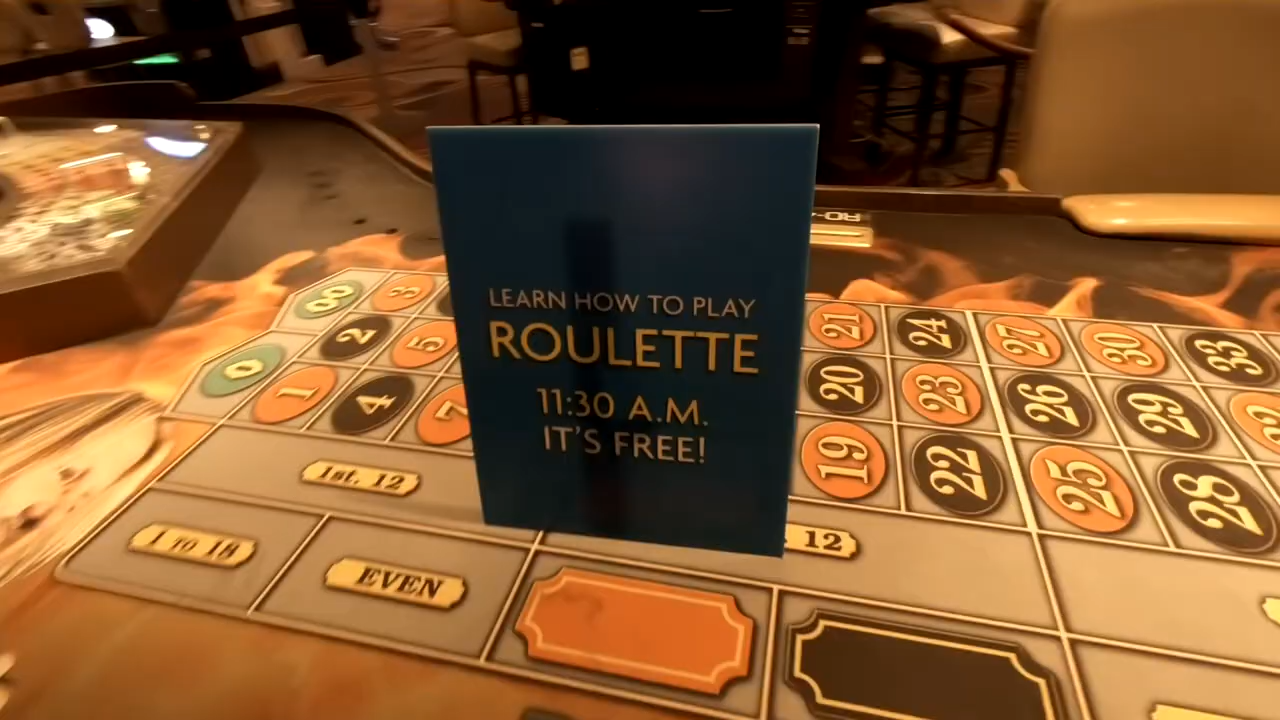 LEARN HOW TO PLAY
ROULETTE
11:30 A.M.
IT'S FREE!
00 3
2 5
0 1 4 7
21 24 27 30 33
20 23 26 29
19 22 25 28
1st. 12
12
1 TO 18
EVEN